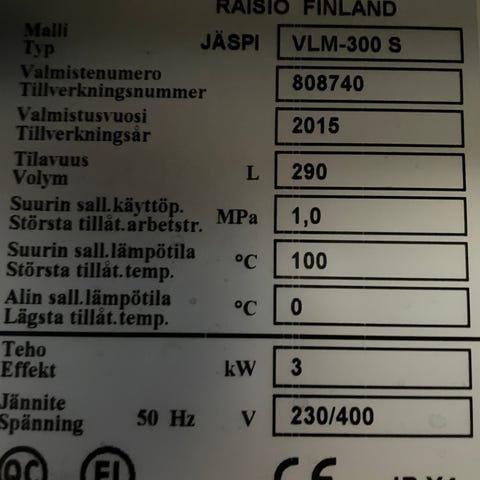 RAISIO FINLAND
Malli
Typ JÄSPI VLM-300 S
Valmistenumero
Tillverkningsnummer 808740
Valmistusvuosi
Tillverkningsår 2015
Tilavuus
Volym L 290
Suurin sall.käyttöp.
Största tillåt.arbetstr. MPa 1,0
Suurin sall.lämpötila
Största tillåt.temp. °C 100
Alin sall.lämpötila
Lägsta tillåt.temp. °C 0
Teho
Effekt kW 3
Jännite
Spänning 50 Hz V 230/400
QC FI CE